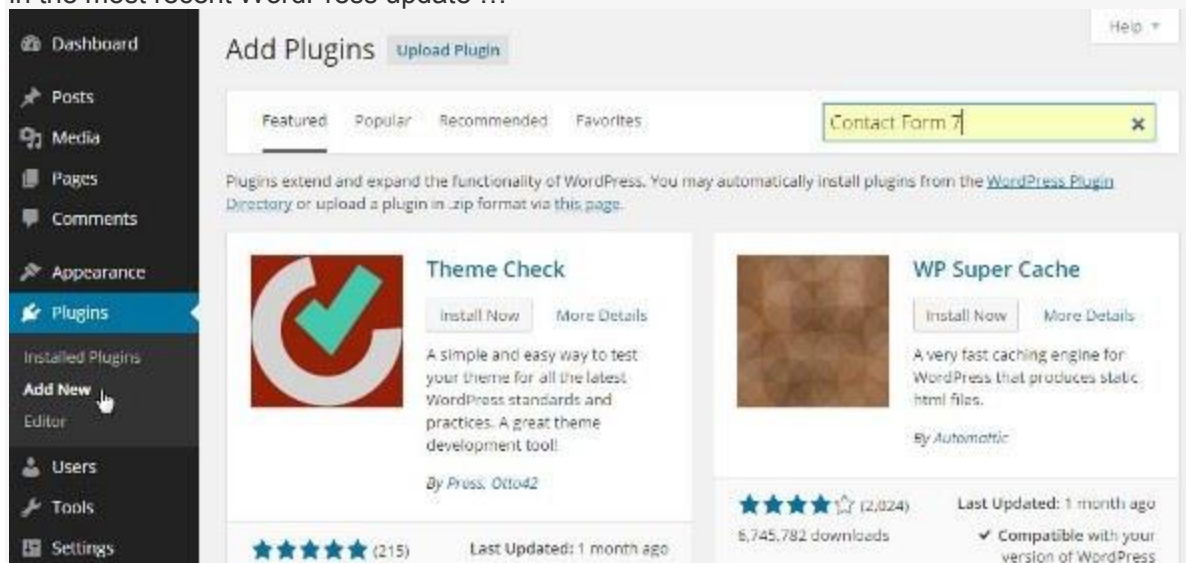 in the most recent WordPress update …
Help
Dashboard
Add Plugins Upload Plugin
Posts
Media
Pages
Comments
Appearance
Plugins
Installed Plugins
Add New
Editor
Users
Tools
Settings
Featured Popular Recommended Favorites
Contact Form 7
Plugins extend and expand the functionality of WordPress. You may automatically install plugins from the WordPress Plugin
Directory or upload a plugin in .zip format via this page.
Theme Check
Install Now More Details
A simple and easy way to test
your theme for all the latest
WordPress standards and
practices. A great theme
development tool!
By Pross, Otto42
(215)
Last Updated: 1 month ago
WP Super Cache
Install Now More Details
A very fast caching engine for
WordPress that produces static
html files.
By Automattic
(2,024)
Last Updated: 1 month ago
6,745,782 downloads
✔ Compatible with your
version of WordPress